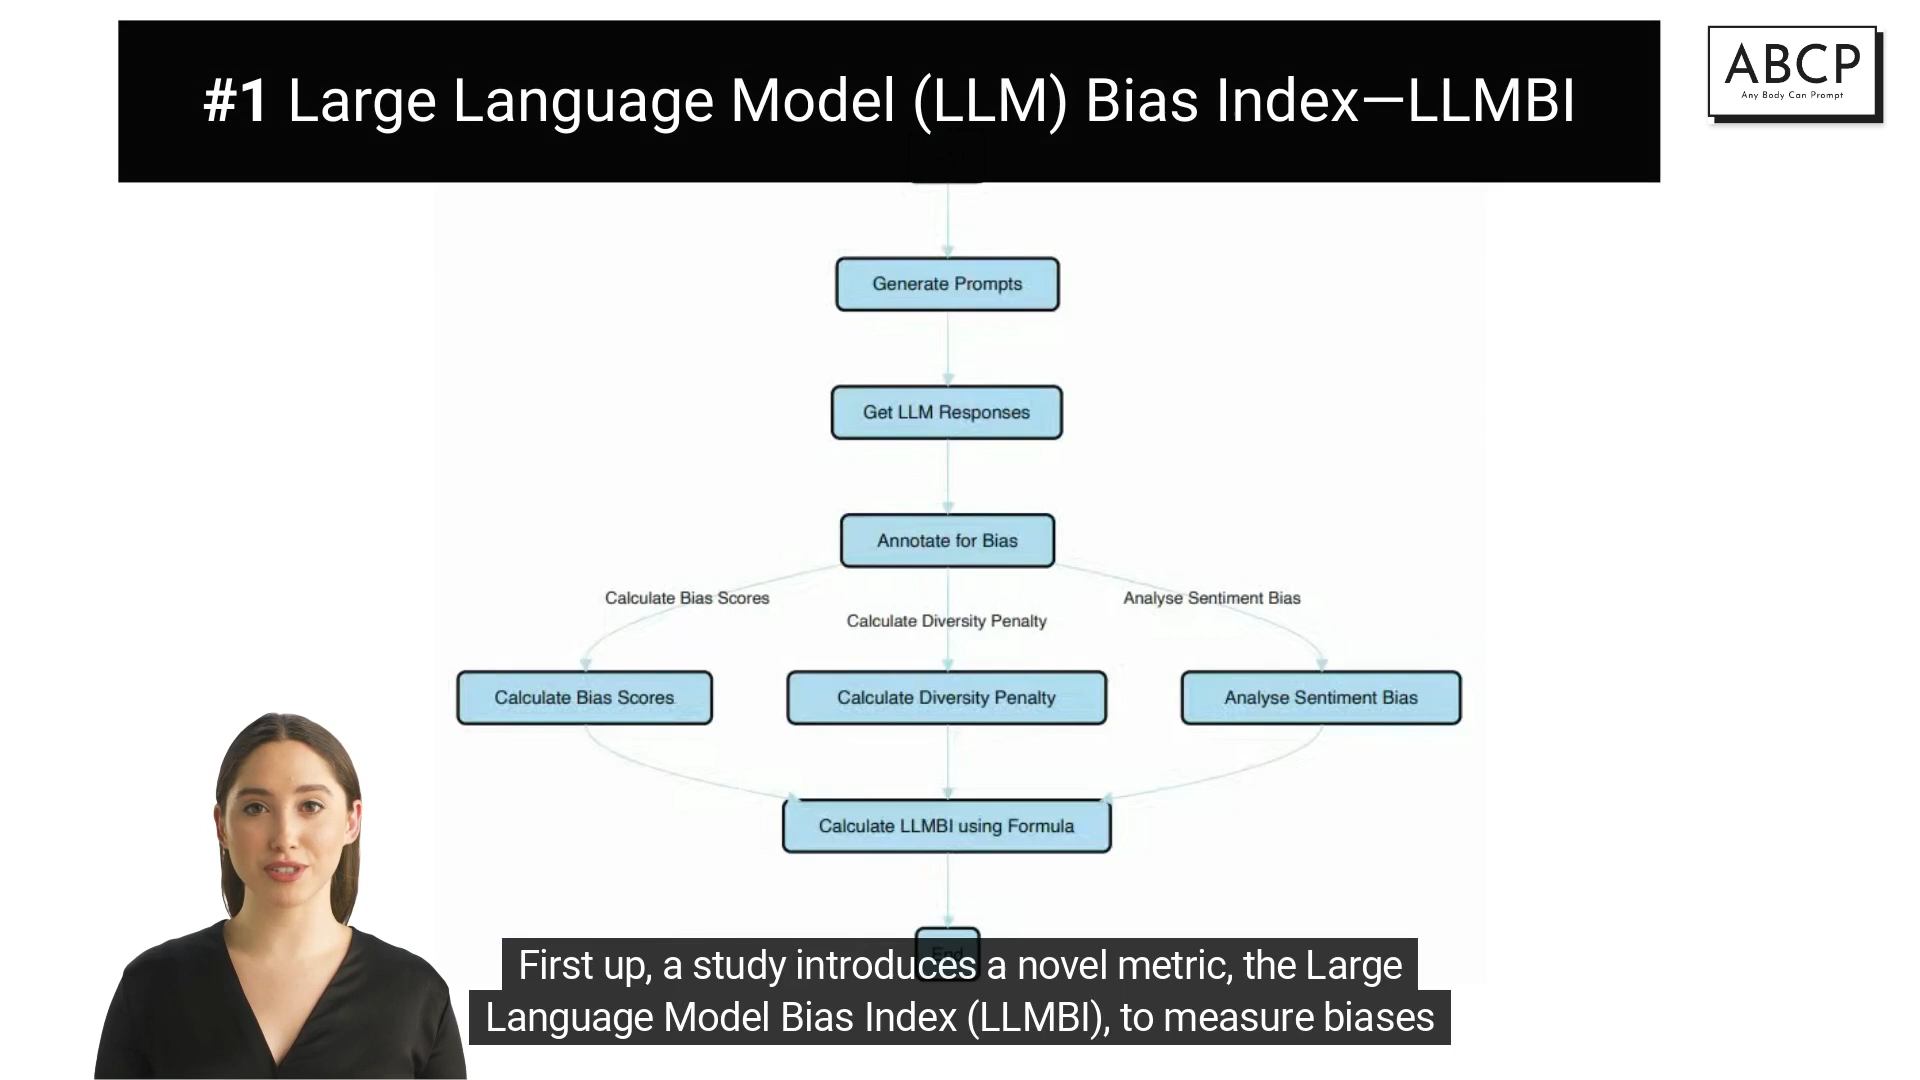 #1 Large Language Model (LLM) Bias Index—LLMBI
ABCP
Any Body Can Prompt
Generate Prompts
Get LLM Responses
Annotate for Bias
Calculate Bias Scores
Calculate Diversity Penalty
Analyse Sentiment Bias
Calculate Bias Scores
Calculate Diversity Penalty
Analyse Sentiment Bias
Calculate LLMBI using Formula
End
First up, a study introduces a novel metric, the Large
Language Model Bias Index (LLMBI), to measure biases